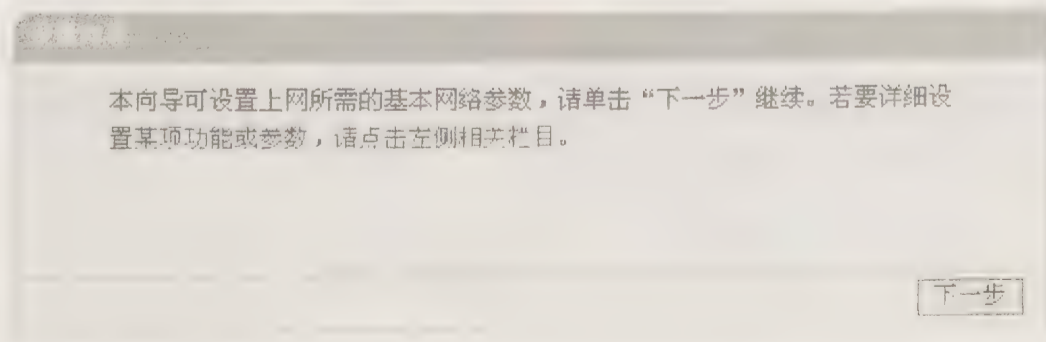 本向导可设置上网所需的基本网络参数，请单击“下一步”继续。若要详细设
置某项功能或参数，请点击左侧相关栏目。
下一步